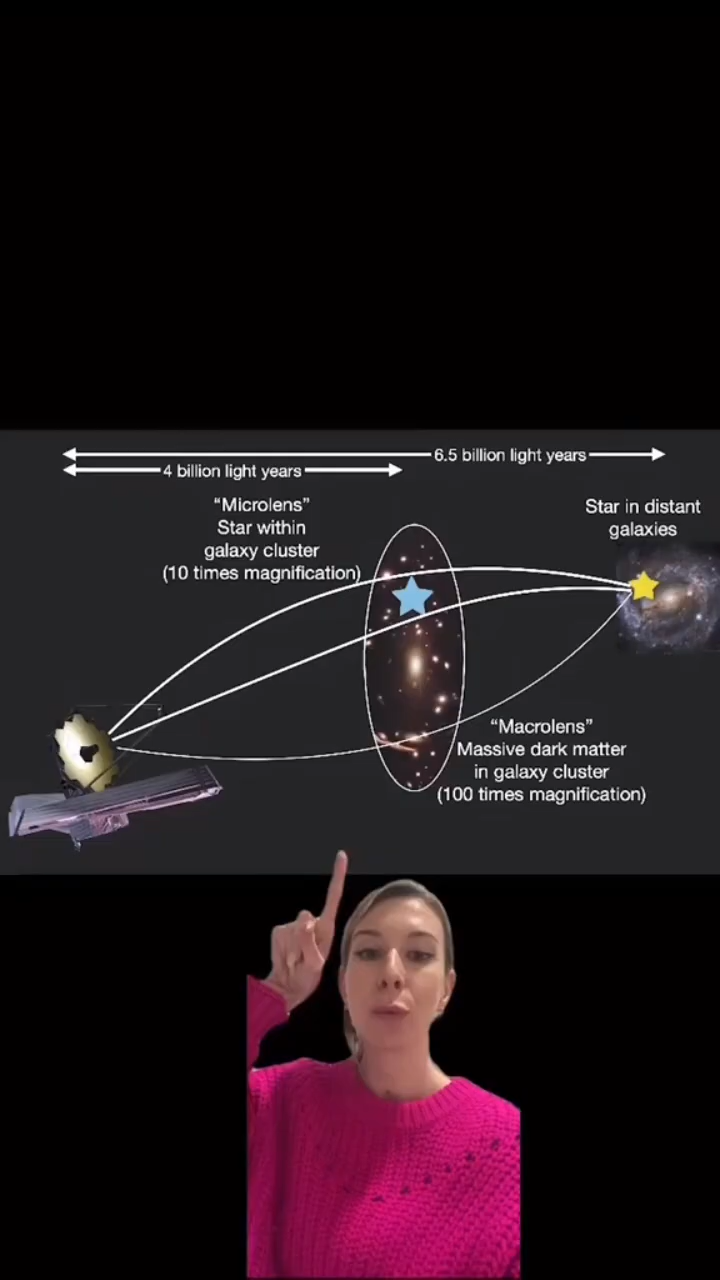 6.5 billion light years
4 billion light years
“Microlens”
Star within
galaxy cluster
(10 times magnification)
Star in distant
galaxies
“Macrolens”
Massive dark matter
in galaxy cluster
(100 times magnification)